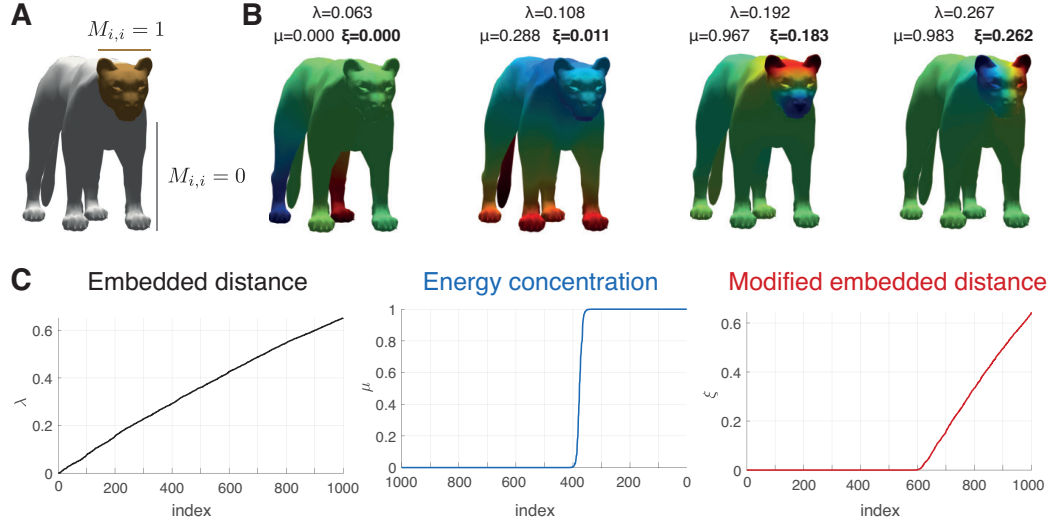 A
M_{i,i} = 1
M_{i,i} = 0
B
λ=0.063
μ=0.000 ξ=0.000
λ=0.108
μ=0.288 ξ=0.011
λ=0.192
μ=0.967 ξ=0.183
λ=0.267
μ=0.983 ξ=0.262
C
Embedded distance
0.6
0.4
0.2
0
λ
0 200 400 600 800 1000
index
Energy concentration
1
0.8
0.6
0.4
0.2
0
μ
1000 800 600 400 200 0
index
Modified embedded distance
0.6
0.4
0.2
0
ξ
0 200 400 600 800 1000
index